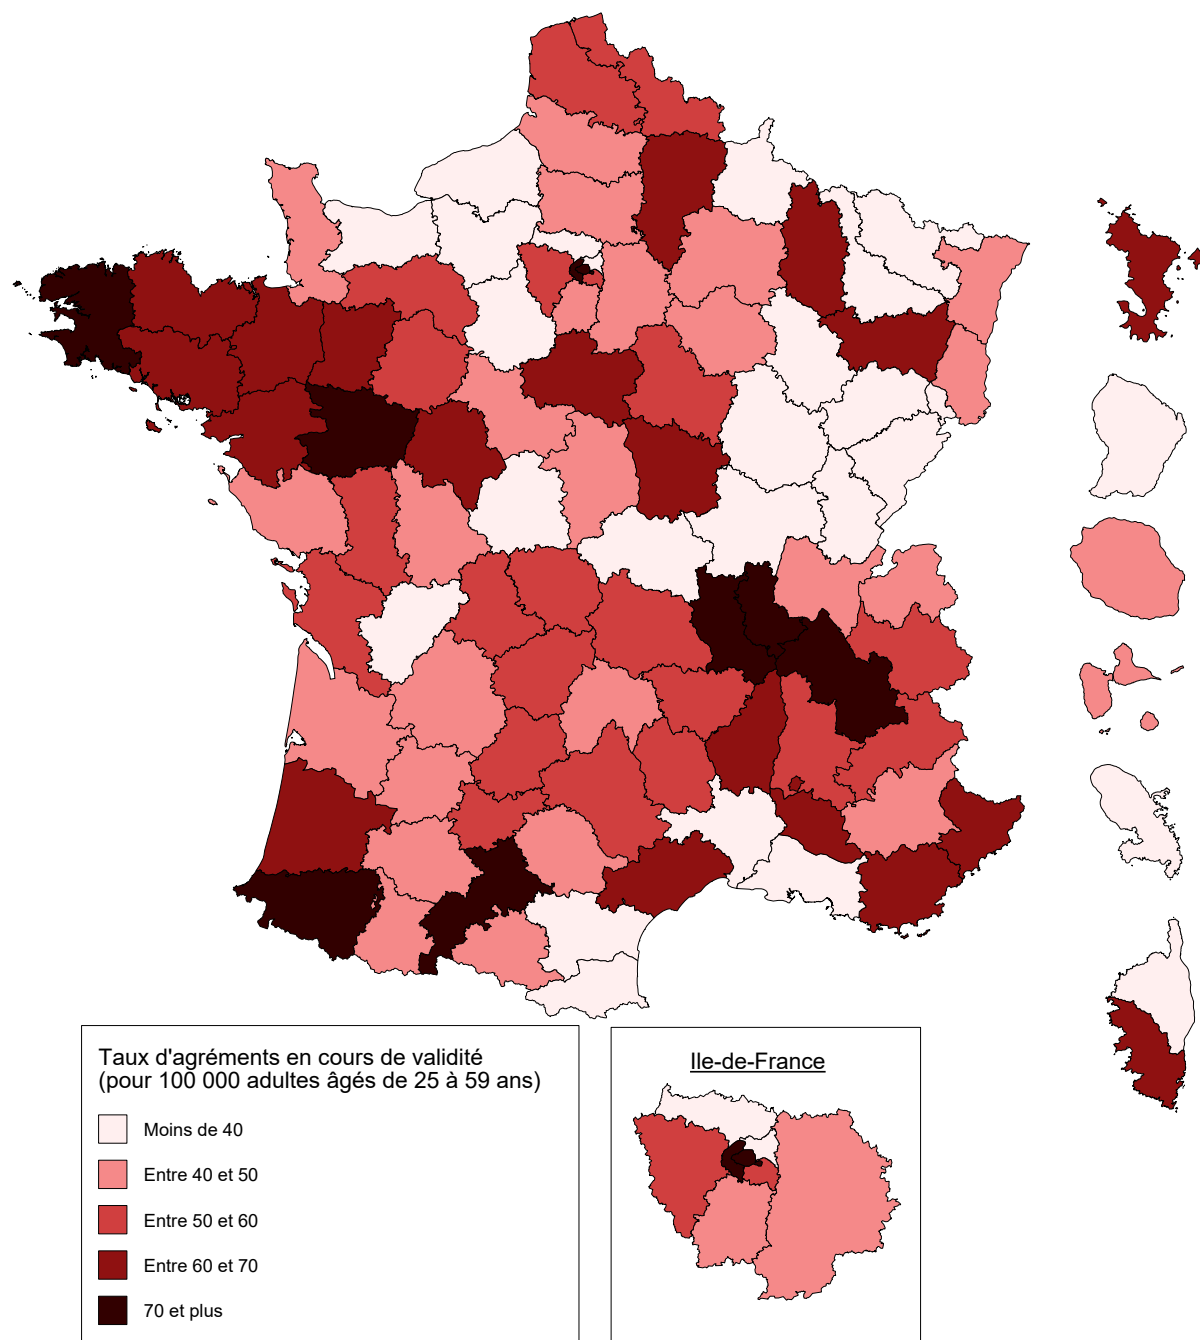 Taux d'agréments en cours de validité
(pour 100 000 adultes âgés de 25 à 59 ans)
Moins de 40
Entre 40 et 50
Entre 50 et 60
Entre 60 et 70
70 et plus
Ile-de-France